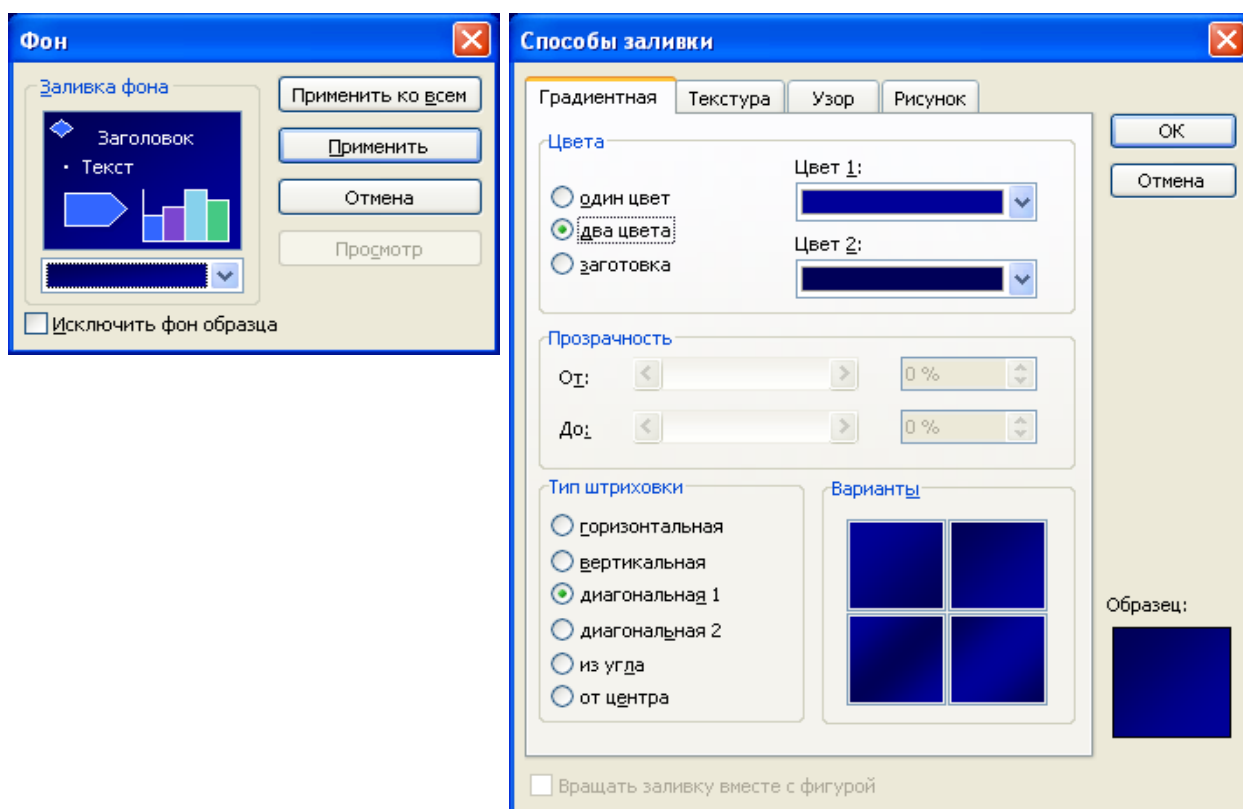 Фон
Заливка фона
Заголовок
· Текст
Применить ко всем
Применить
Отмена
Просмотр
Исключить фон образца
Способы заливки
Градиентная
Текстура
Узор
Рисунок
ОК
Отмена
Цвета
один цвет
два цвета
заготовка
Цвет 1:
Цвет 2:
Прозрачность
От:
0 %
До:
0 %
Тип штриховки
горизонтальная
вертикальная
диагональная 1
диагональная 2
из угла
от центра
Варианты
Образец:
Вращать заливку вместе с фигурой